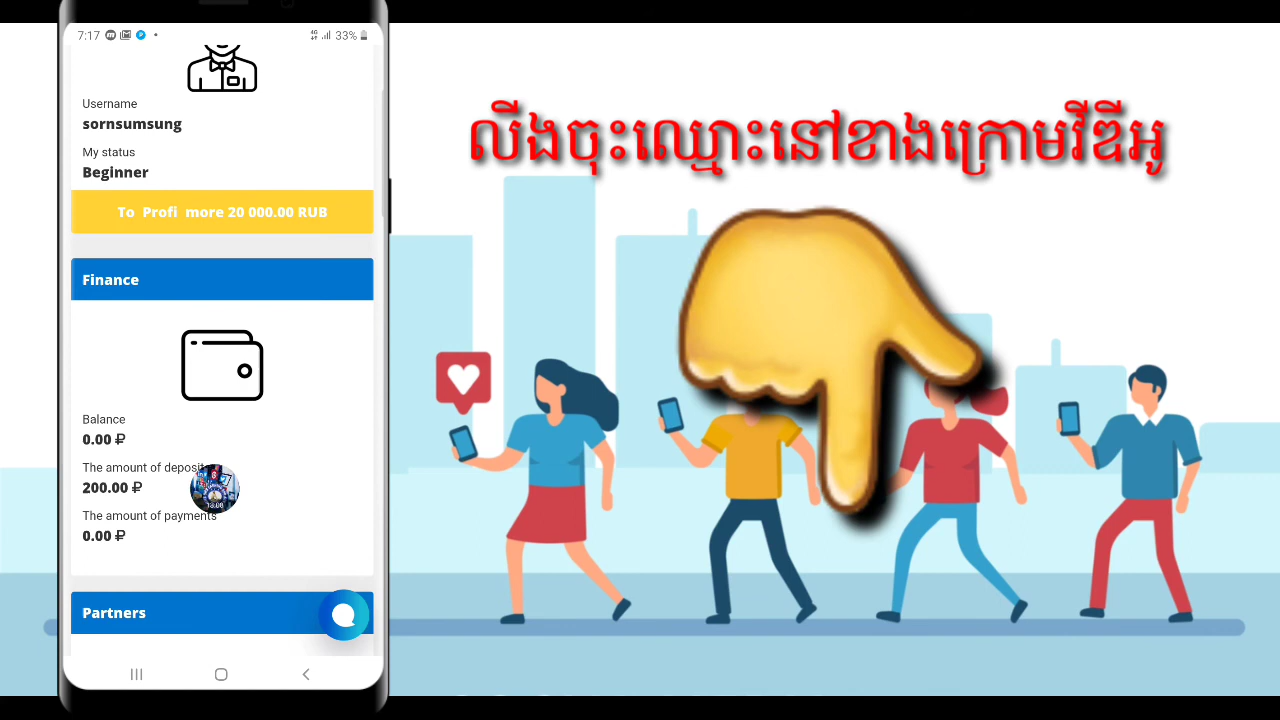 7:17
4G 33%
Username
sornsumsung
My status
Beginner
To Profi more 20 000.00 RUB
Finance
Balance
0.00 ₽
The amount of deposit
200.00 ₽
The amount of payments
0.00 ₽
Partners
លីងចុះឈ្មោះនៅខាងក្រោមវីឌីអូ